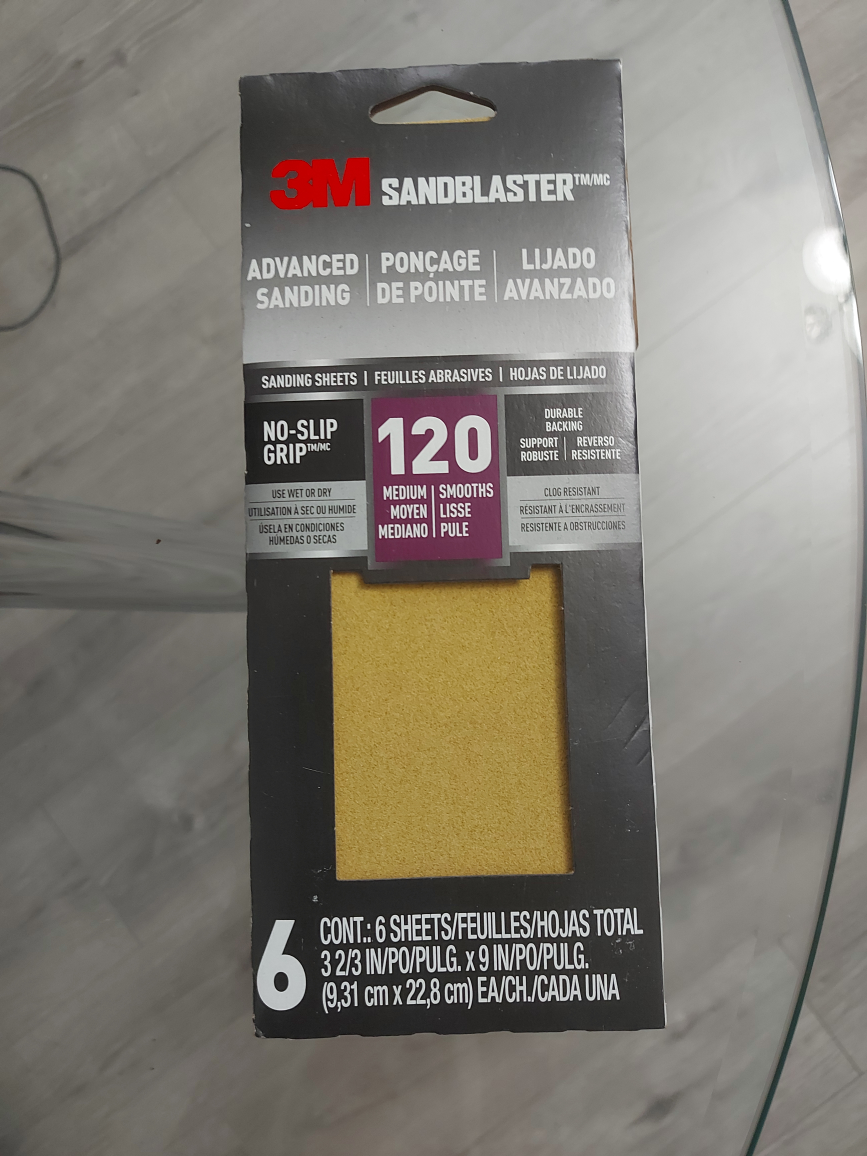 3M SANDBLASTER™/MC
ADVANCED SANDING | PONÇAGE DE POINTE | LIJADO AVANZADO
SANDING SHEETS | FEUILLES ABRASIVES | HOJAS DE LIJADO
NO-SLIP
GRIP™/MC
USE WET OR DRY
UTILISATION À SEC OU HUMIDE
ÚSELA EN CONDICIONES
HÚMEDAS O SECAS
120
MEDIUM | SMOOTHS
MOYEN | LISSE
MEDIANO | PULE
DURABLE
BACKING
SUPPORT ROBUSTE | REVERSO RESISTENTE
CLOG RESISTANT
RÉSISTANT À L'ENCRASSEMENT
RESISTENTE A OBSTRUCCIONES
6
CONT.: 6 SHEETS/FEUILLES/HOJAS TOTAL
3 2/3 IN/PO/PULG. x 9 IN/PO/PULG.
(9,31 cm x 22,8 cm) EA/CH./CADA UNA